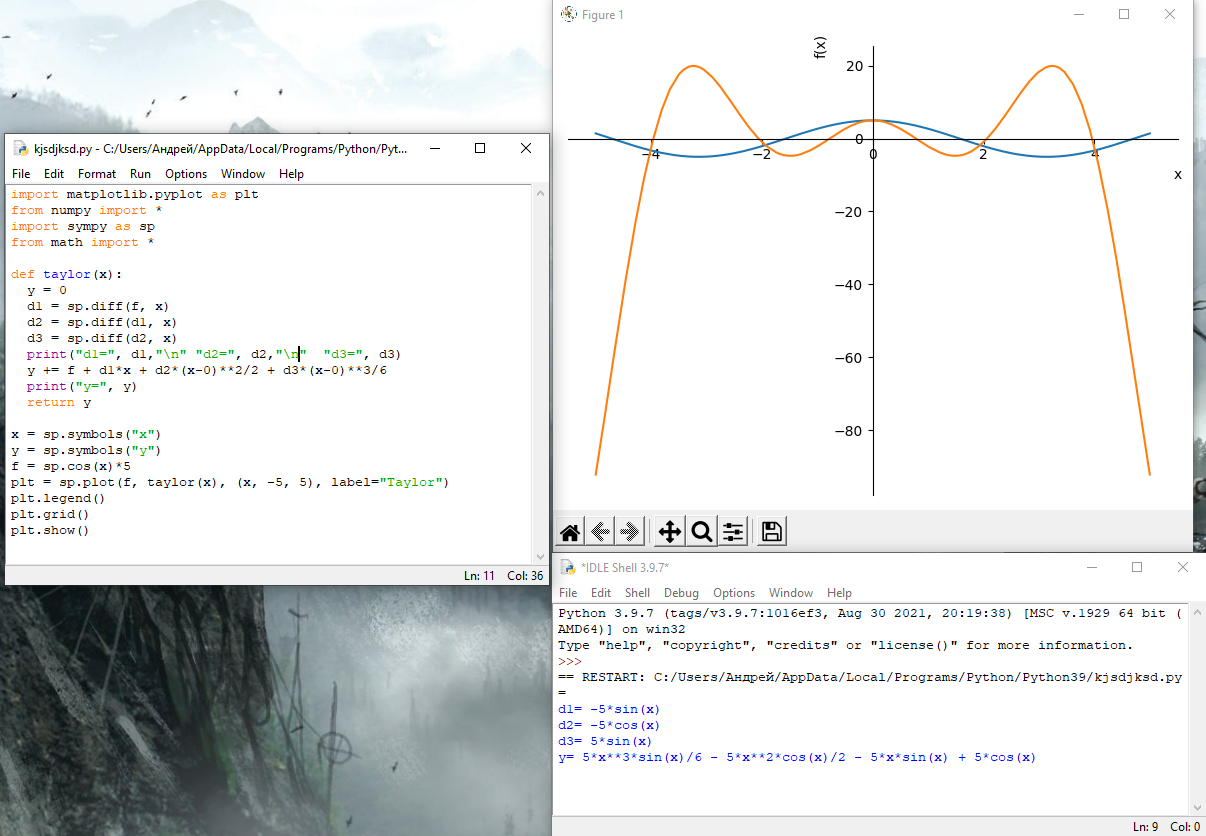 kjsdjksd.py - C:/Users/Андрей/AppData/Local/Programs/Python/Pyt...
File Edit Format Run Options Window Help
import matplotlib.pyplot as plt
from numpy import *
import sympy as sp
from math import *
def taylor(x):
  y = 0
  d1 = sp.diff(f, x)
  d2 = sp.diff(d1, x)
  d3 = sp.diff(d2, x)
  print("d1=", d1,"\n" "d2=", d2,"\n"  "d3=", d3)
  y += f + d1*x + d2*(x-0)**2/2 + d3*(x-0)**3/6
  print("y=", y)
  return y
x = sp.symbols("x")
y = sp.symbols("y")
f = sp.cos(x)*5
plt = sp.plot(f, taylor(x), (x, -5, 5), label="Taylor")
plt.legend()
plt.grid()
plt.show()
Ln: 11 Col: 36
Figure 1
f(x)
20
0
−4 −2 0 2 4
x
−20
−40
−60
−80
*IDLE Shell 3.9.7*
File Edit Shell Debug Options Window Help
Python 3.9.7 (tags/v3.9.7:1016ef3, Aug 30 2021, 20:19:38) [MSC v.1929 64 bit (
AMD64)] on win32
Type "help", "copyright", "credits" or "license()" for more information.
>>>
== RESTART: C:/Users/Андрей/AppData/Local/Programs/Python/Python39/kjsdjksd.py
=
d1= -5*sin(x)
d2= -5*cos(x)
d3= 5*sin(x)
y= 5*x**3*sin(x)/6 - 5*x**2*cos(x)/2 - 5*x*sin(x) + 5*cos(x)
Ln: 9 Col: 0